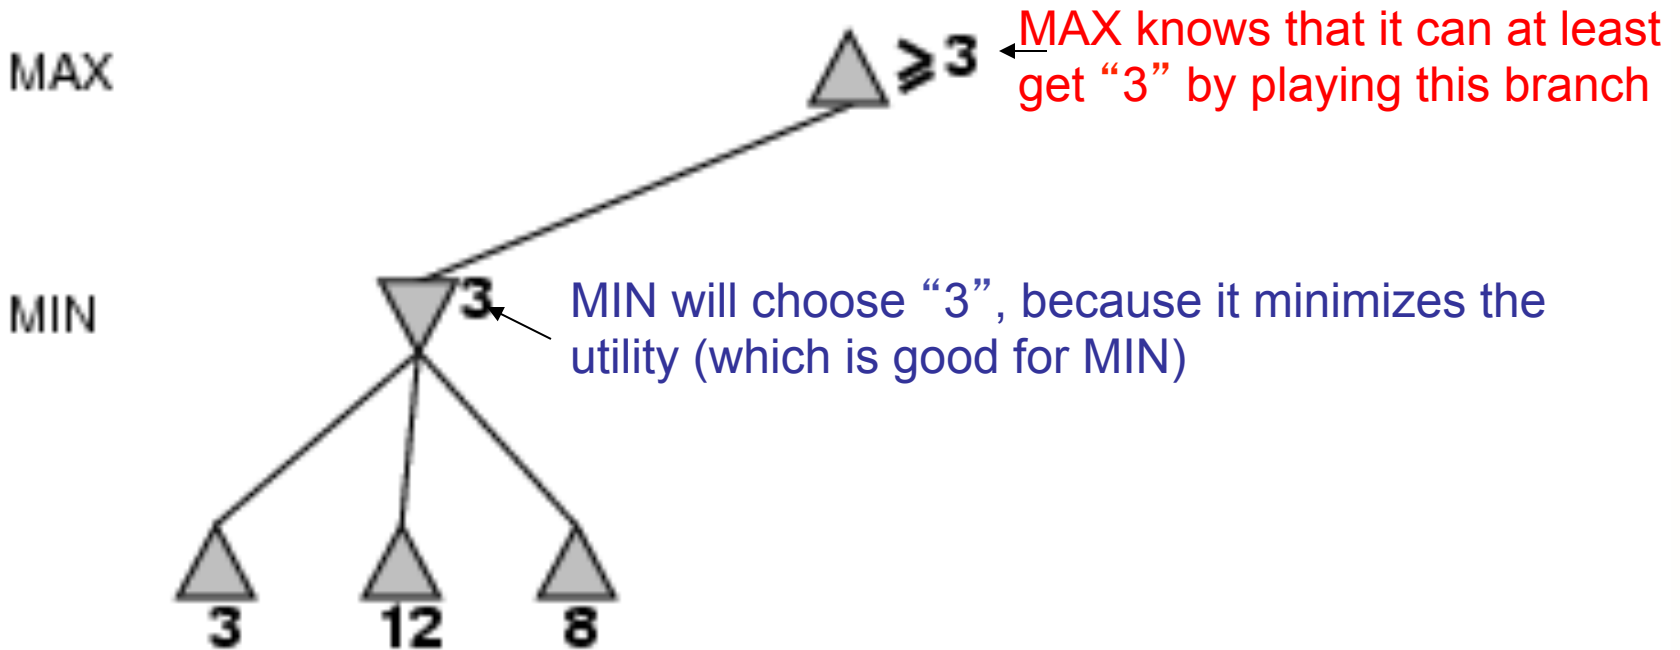 MAX
≥3
MAX knows that it can at least
get “3” by playing this branch
MIN
3
MIN will choose “3”, because it minimizes the
utility (which is good for MIN)
3
12
8